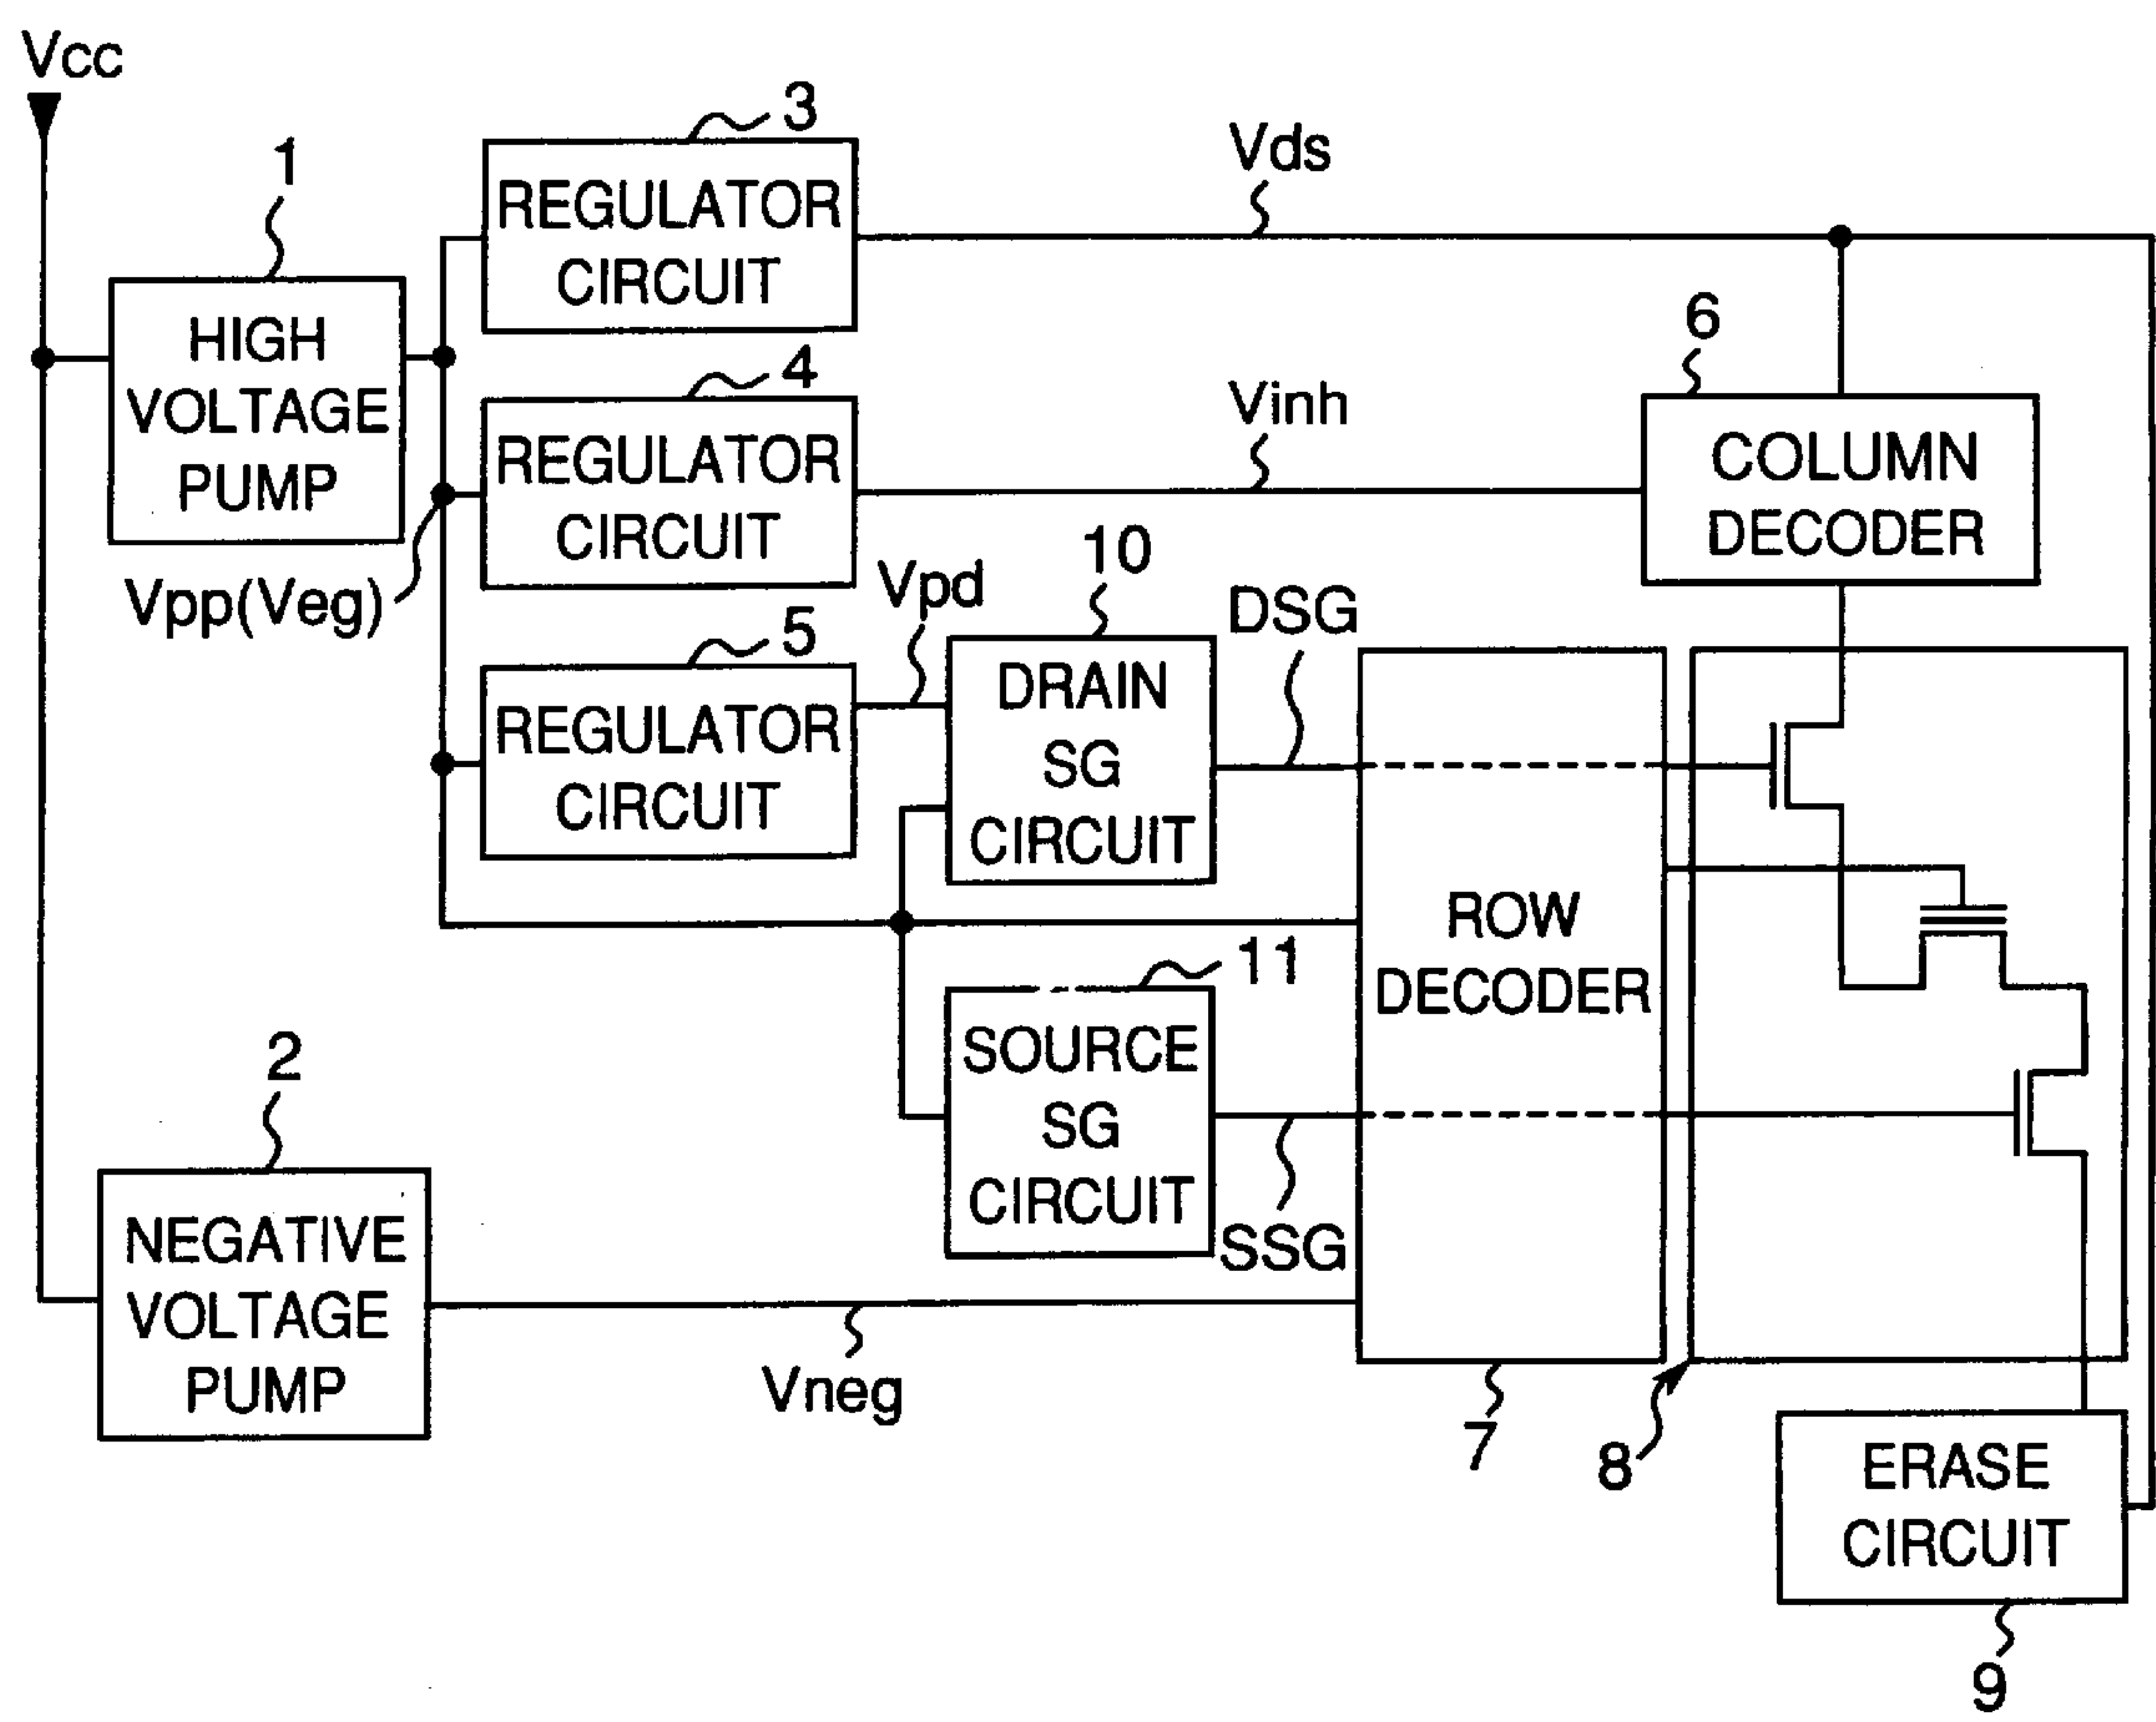 Vcc
3
1
REGULATOR
CIRCUIT
Vds
HIGH
VOLTAGE
PUMP
4
REGULATOR
CIRCUIT
Vinh
6
COLUMN
DECODER
Vpp(Veg)
5
REGULATOR
CIRCUIT
Vpd
10
DRAIN
SG
CIRCUIT
DSG
ROW
DECODER
11
SOURCE
SG
CIRCUIT
SSG
2
NEGATIVE
VOLTAGE
PUMP
Vneg
7
8
ERASE
CIRCUIT
9